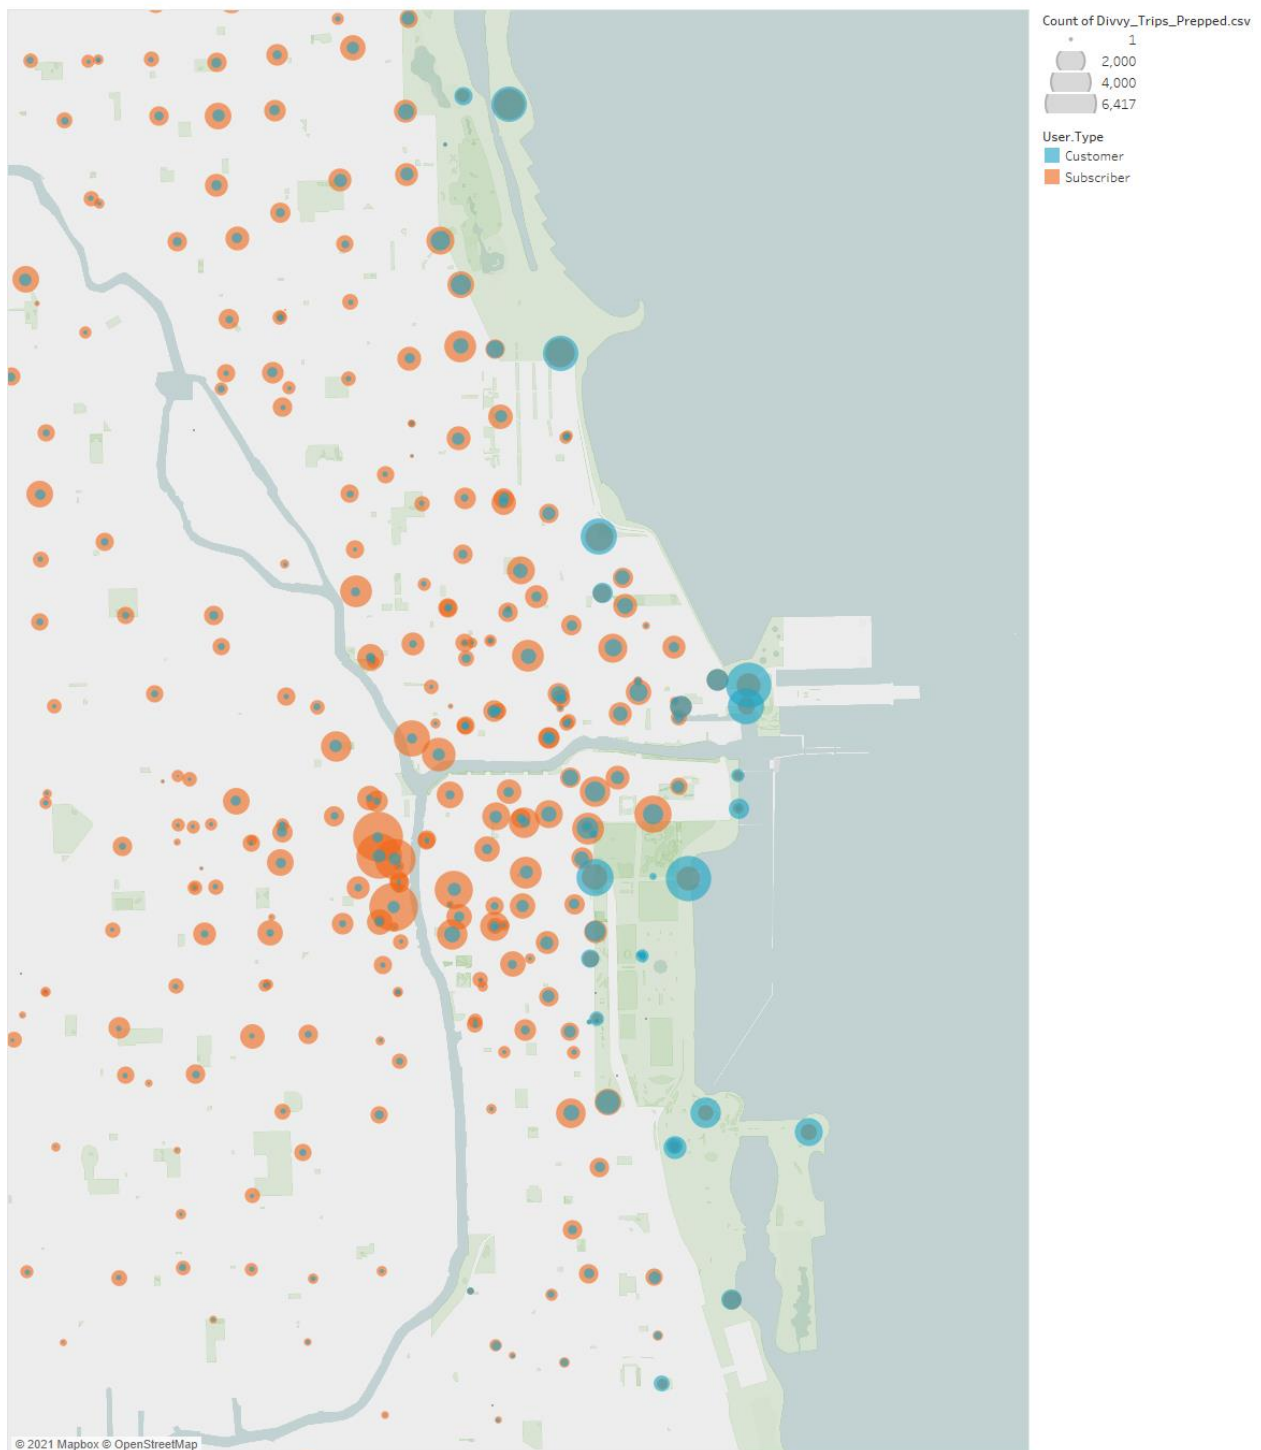 Count of Divvy_Trips_Prepped.csv
1
2,000
4,000
6,417
User.Type
Customer
Subscriber
© 2021 Mapbox © OpenStreetMap